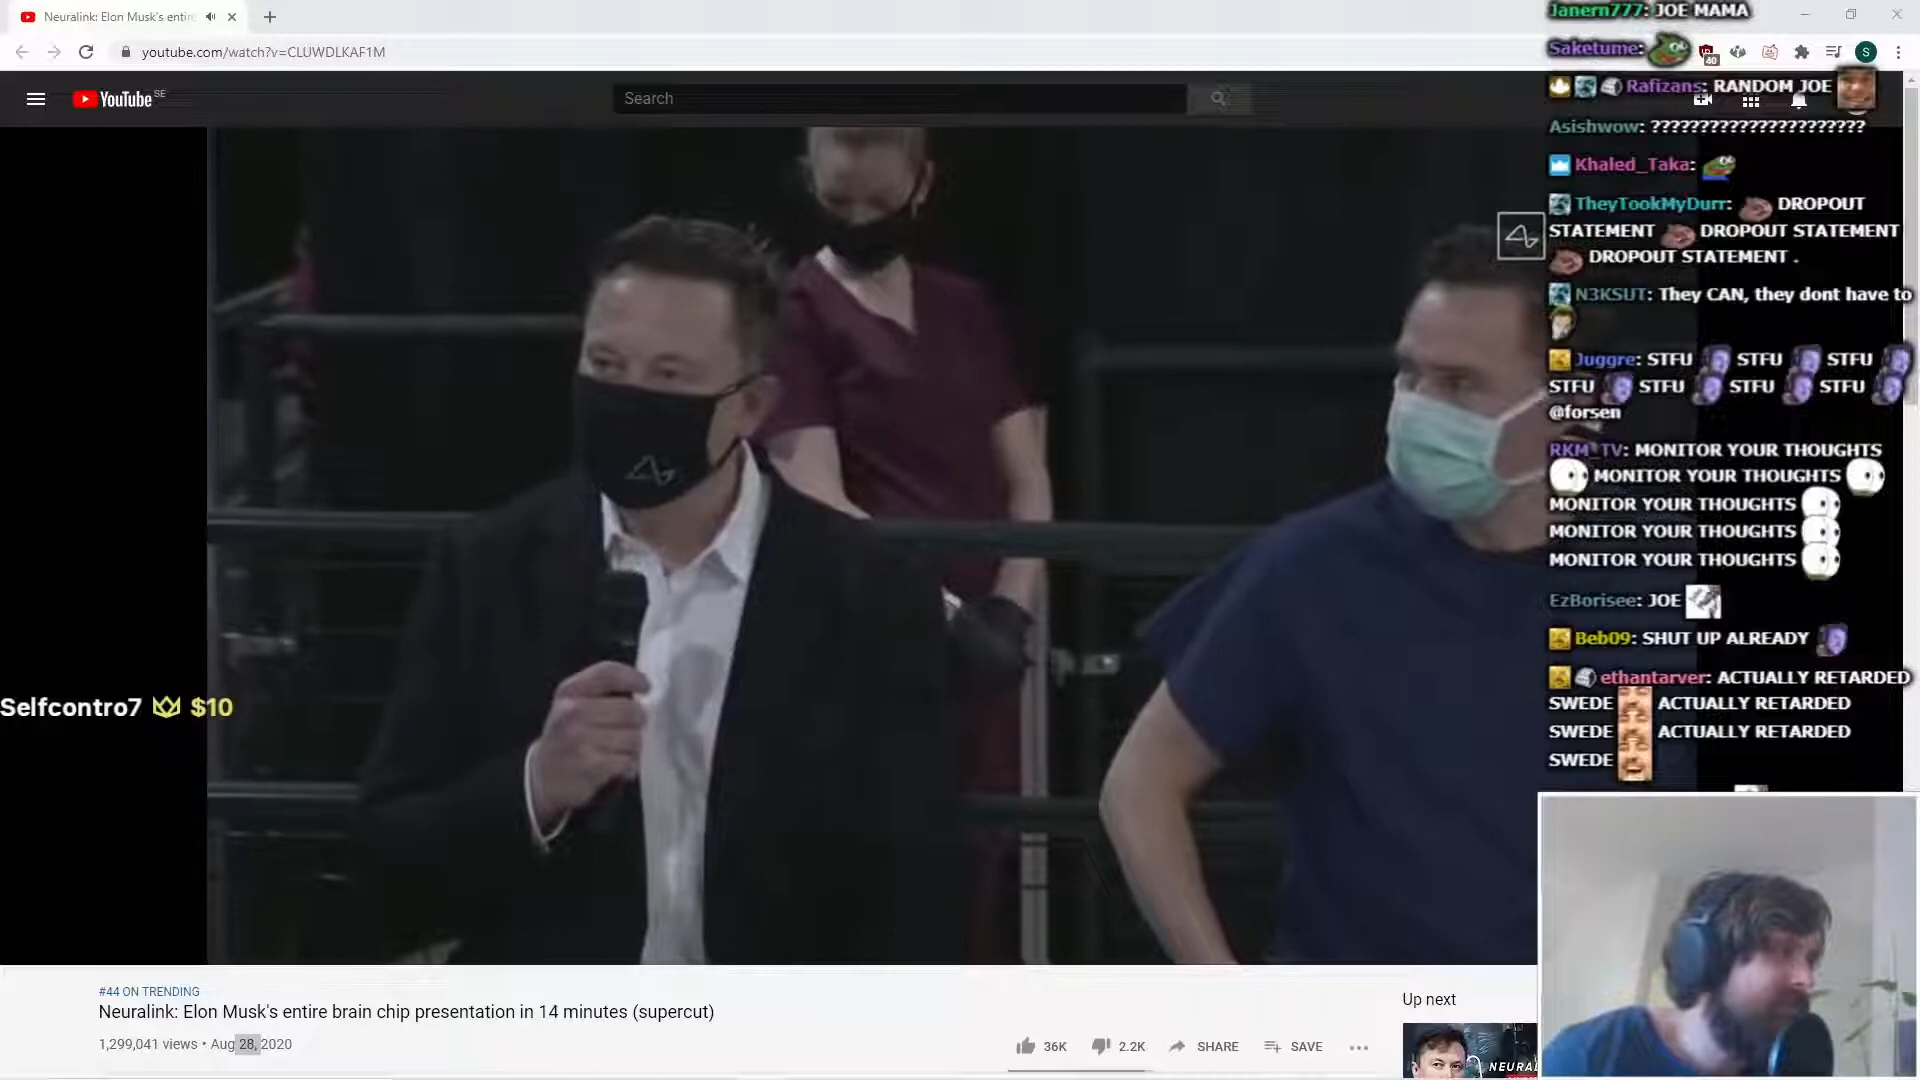 Neuralink: Elon Musk's entire
youtube.com/watch?v=CLUWDLKAF1M
YouTube SE
Search
40
S
Janern777: JOE MAMA
Saketume:
Rafizans: RANDOM JOE
Asishwow: ??????????????????????
Khaled_Taka:
TheyTookMyDurr: DROPOUT
STATEMENT DROPOUT STATEMENT
DROPOUT STATEMENT .
N3KSUT: They CAN, they dont have to
Juggre: STFU STFU STFU
STFU STFU STFU STFU
@forsen
RKM_TV: MONITOR YOUR THOUGHTS
MONITOR YOUR THOUGHTS
MONITOR YOUR THOUGHTS
MONITOR YOUR THOUGHTS
MONITOR YOUR THOUGHTS
EzBorisee: JOE
Beb09: SHUT UP ALREADY
ethantarver: ACTUALLY RETARDED
SWEDE ACTUALLY RETARDED
SWEDE ACTUALLY RETARDED
SWEDE
Selfcontro7 $10
#44 ON TRENDING
Neuralink: Elon Musk's entire brain chip presentation in 14 minutes (supercut)
1,299,041 views • Aug 28, 2020
36K
2.2K
SHARE
SAVE
Up next